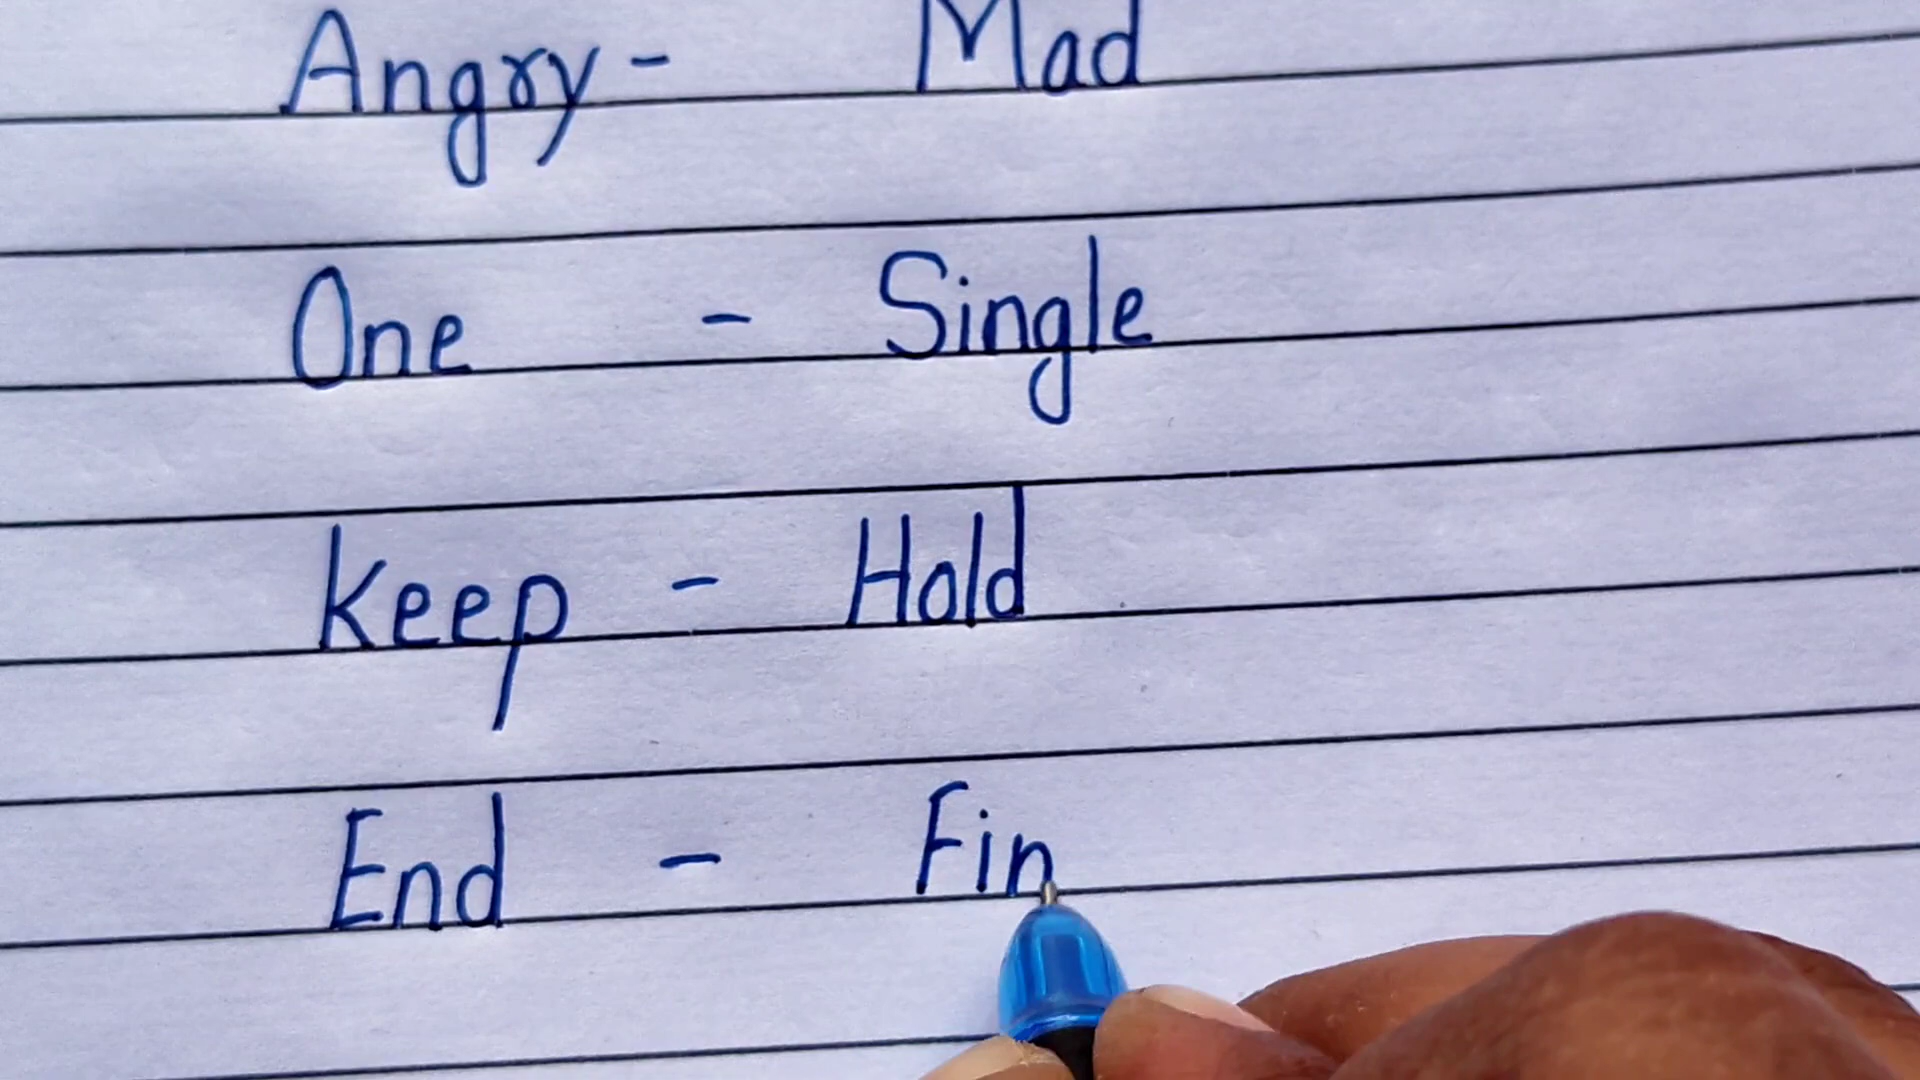 Angry - Mad
One - Single
Keep - Hold
End - Fin